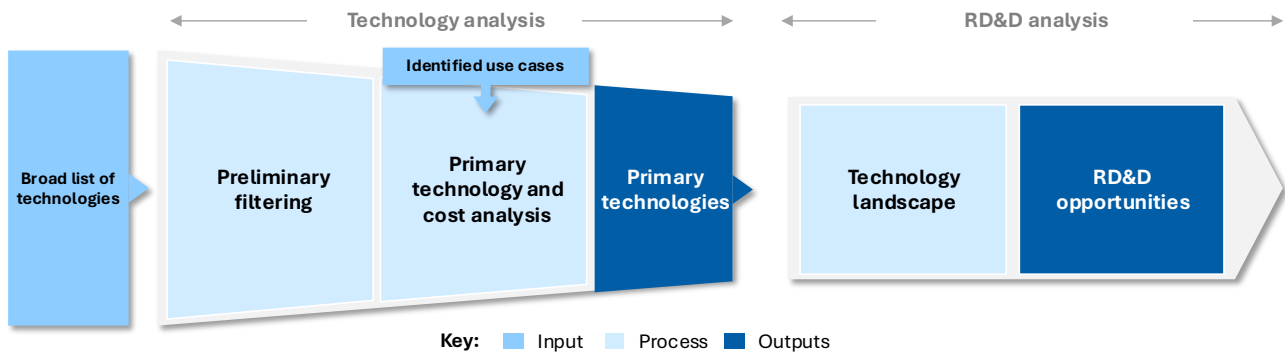 Technology analysis
RD&D analysis
Identified use cases
Broad list of
technologies
Preliminary
filtering
Primary
technology and
cost analysis
Primary
technologies
Technology
landscape
RD&D
opportunities
Key: Input Process Outputs